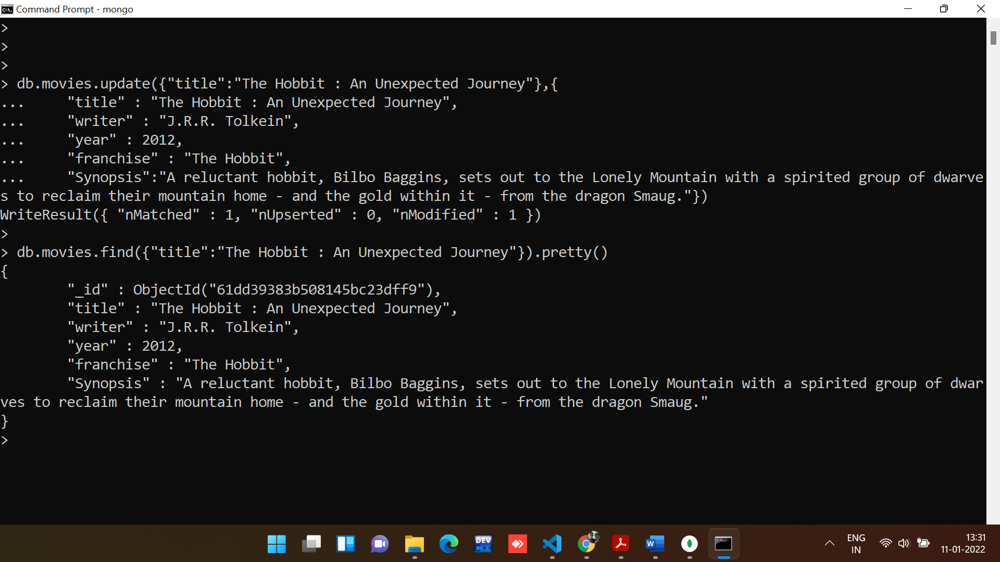 Command Prompt - mongo
>
>
>
> db.movies.update({"title":"The Hobbit : An Unexpected Journey"},{
...     "title" : "The Hobbit : An Unexpected Journey",
...     "writer" : "J.R.R. Tolkein",
...     "year" : 2012,
...     "franchise" : "The Hobbit",
...     "Synopsis":"A reluctant hobbit, Bilbo Baggins, sets out to the Lonely Mountain with a spirited group of dwarve
s to reclaim their mountain home - and the gold within it - from the dragon Smaug."})
WriteResult({ "nMatched" : 1, "nUpserted" : 0, "nModified" : 1 })
>
> db.movies.find({"title":"The Hobbit : An Unexpected Journey"}).pretty()
{
        "_id" : ObjectId("61dd39383b508145bc23dff9"),
        "title" : "The Hobbit : An Unexpected Journey",
        "writer" : "J.R.R. Tolkein",
        "year" : 2012,
        "franchise" : "The Hobbit",
        "Synopsis" : "A reluctant hobbit, Bilbo Baggins, sets out to the Lonely Mountain with a spirited group of dwar
ves to reclaim their mountain home - and the gold within it - from the dragon Smaug."
}
>
DEV
C++
W
ENG
IN
13:31
11-01-2022